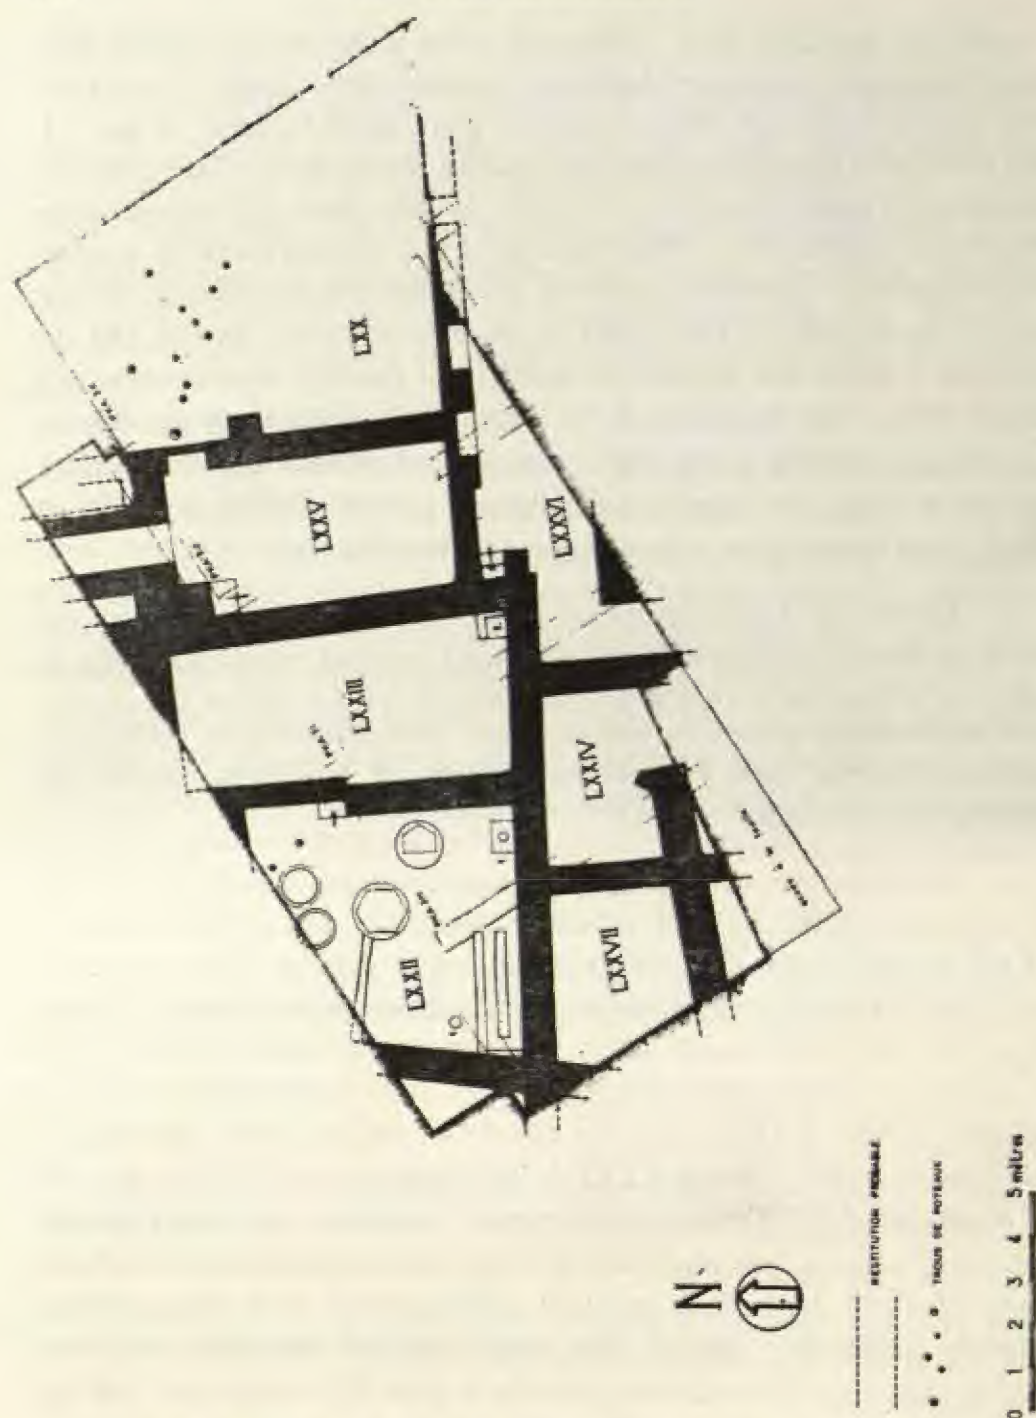 LXX
LXXV
LXXVI
LXXIII
LXXIV
LXXII
LXXVII
N
RESTITUTION PROBABLE
TROUS DE POTEAUX
0 1 2 3 4 5 mètres